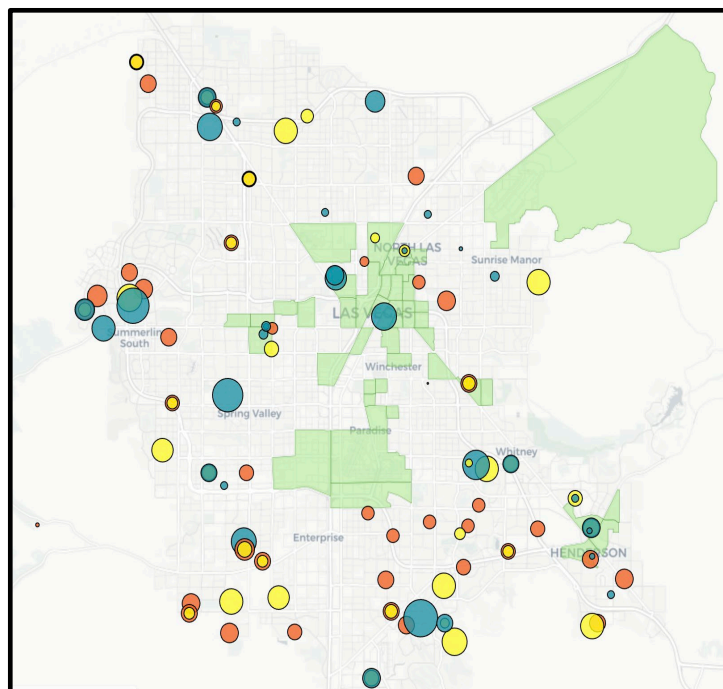 NORTH LAS
VEGAS
Sunrise Manor
LAS VEGAS
Summerlin
South
Winchester
Spring Valley
Paradise
Whitney
Enterprise
HENDERSON